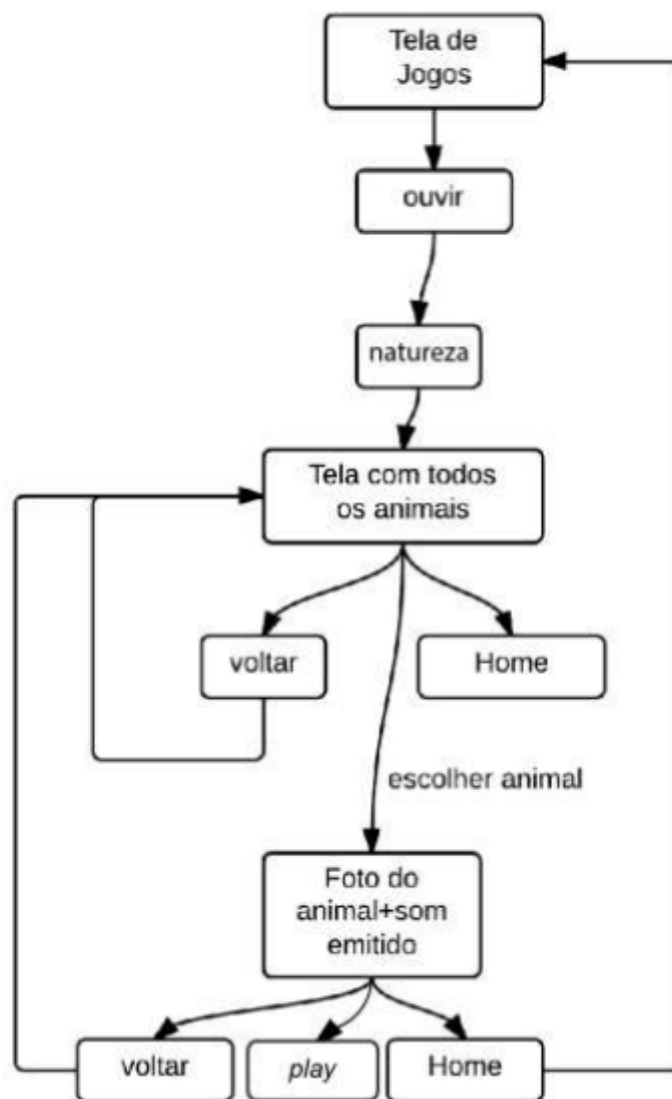 Tela de
Jogos
ouvir
natureza
Tela com todos
os animais
voltar
Home
escolher animal
Foto do
animal+som
emitido
voltar
play
Home